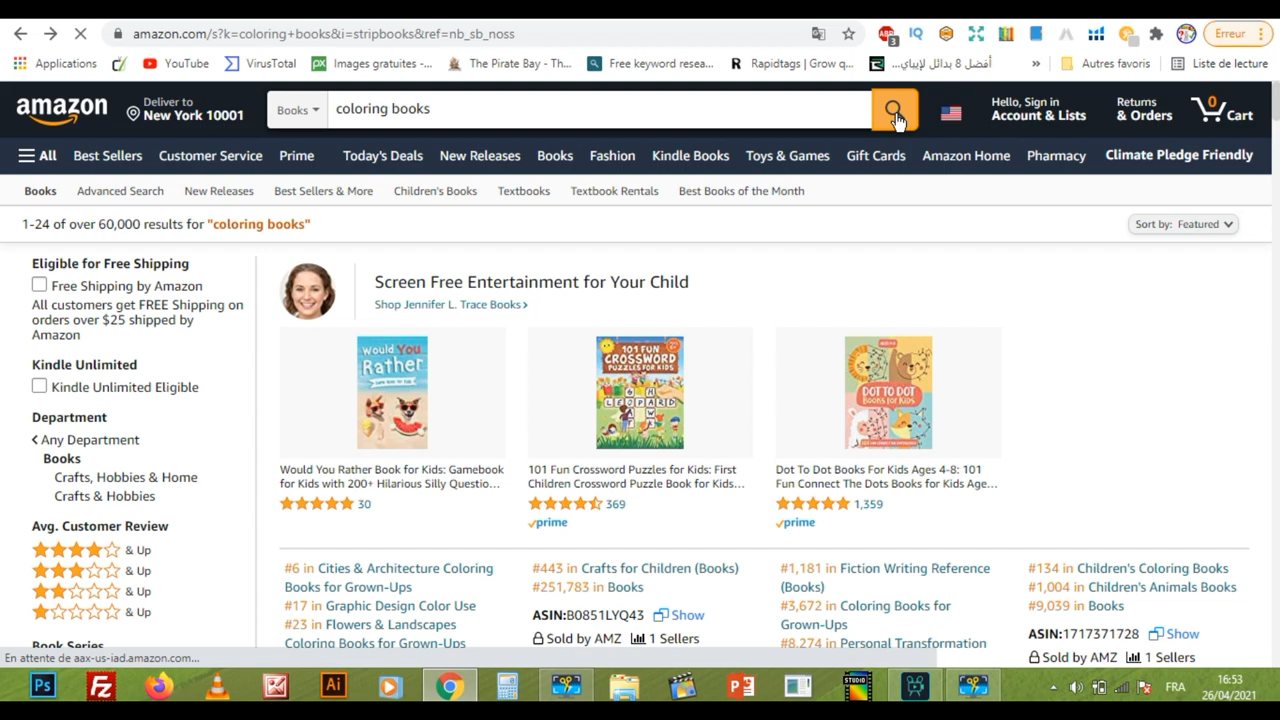 amazon.com/s?k=coloring+books&i=stripbooks&ref=nb_sb_noss
3
Erreur
Applications
YouTube
VirusTotal
Images gratuites -...
The Pirate Bay - Th...
Free keyword resea...
Rapidtags | Grow q...
أفضل 8 بدائل لإيباي...
»
Autres favoris
Liste de lecture
amazon
Deliver to
New York 10001
Books
coloring books
Hello, Sign in
Account & Lists
Returns
& Orders
0
Cart
All
Best Sellers
Customer Service
Prime
Today's Deals
New Releases
Books
Fashion
Kindle Books
Toys & Games
Gift Cards
Amazon Home
Pharmacy
Climate Pledge Friendly
Books
Advanced Search
New Releases
Best Sellers & More
Children's Books
Textbooks
Textbook Rentals
Best Books of the Month
1-24 of over 60,000 results for "coloring books"
Sort by: Featured
Eligible for Free Shipping
Free Shipping by Amazon
All customers get FREE Shipping on
orders over $25 shipped by
Amazon
Kindle Unlimited
Kindle Unlimited Eligible
Department
Any Department
Books
Crafts, Hobbies & Home
Crafts & Hobbies
Avg. Customer Review
& Up
& Up
& Up
& Up
Book Series
Screen Free Entertainment for Your Child
Shop Jennifer L. Trace Books ›
Would You
Rather
101 FUN
CROSSWORD
PUZZLES FOR KIDS
LEOPARD
DOT TO DOT
Books for Kids
Would You Rather Book for Kids: Gamebook
for Kids with 200+ Hilarious Silly Questio...
30
101 Fun Crossword Puzzles for Kids: First
Children Crossword Puzzle Book for Kids...
369
prime
Dot To Dot Books For Kids Ages 4-8: 101
Fun Connect The Dots Books for Kids Age...
1,359
prime
#6 in Cities & Architecture Coloring
Books for Grown-Ups
#17 in Graphic Design Color Use
#23 in Flowers & Landscapes
Coloring Books for Grown-Ups
#443 in Crafts for Children (Books)
#251,783 in Books
ASIN:B0851LYQ43 Show
Sold by AMZ 1 Sellers
#1,181 in Fiction Writing Reference
(Books)
#3,672 in Coloring Books for
Grown-Ups
#8,274 in Personal Transformation
#134 in Children's Coloring Books
#1,004 in Children's Animals Books
#9,039 in Books
ASIN:1717371728 Show
Sold by AMZ 1 Sellers
En attente de aax-us-iad.amazon.com...
Ps
Fz
Ai
STUDIO
FRA
16:53
26/04/2021